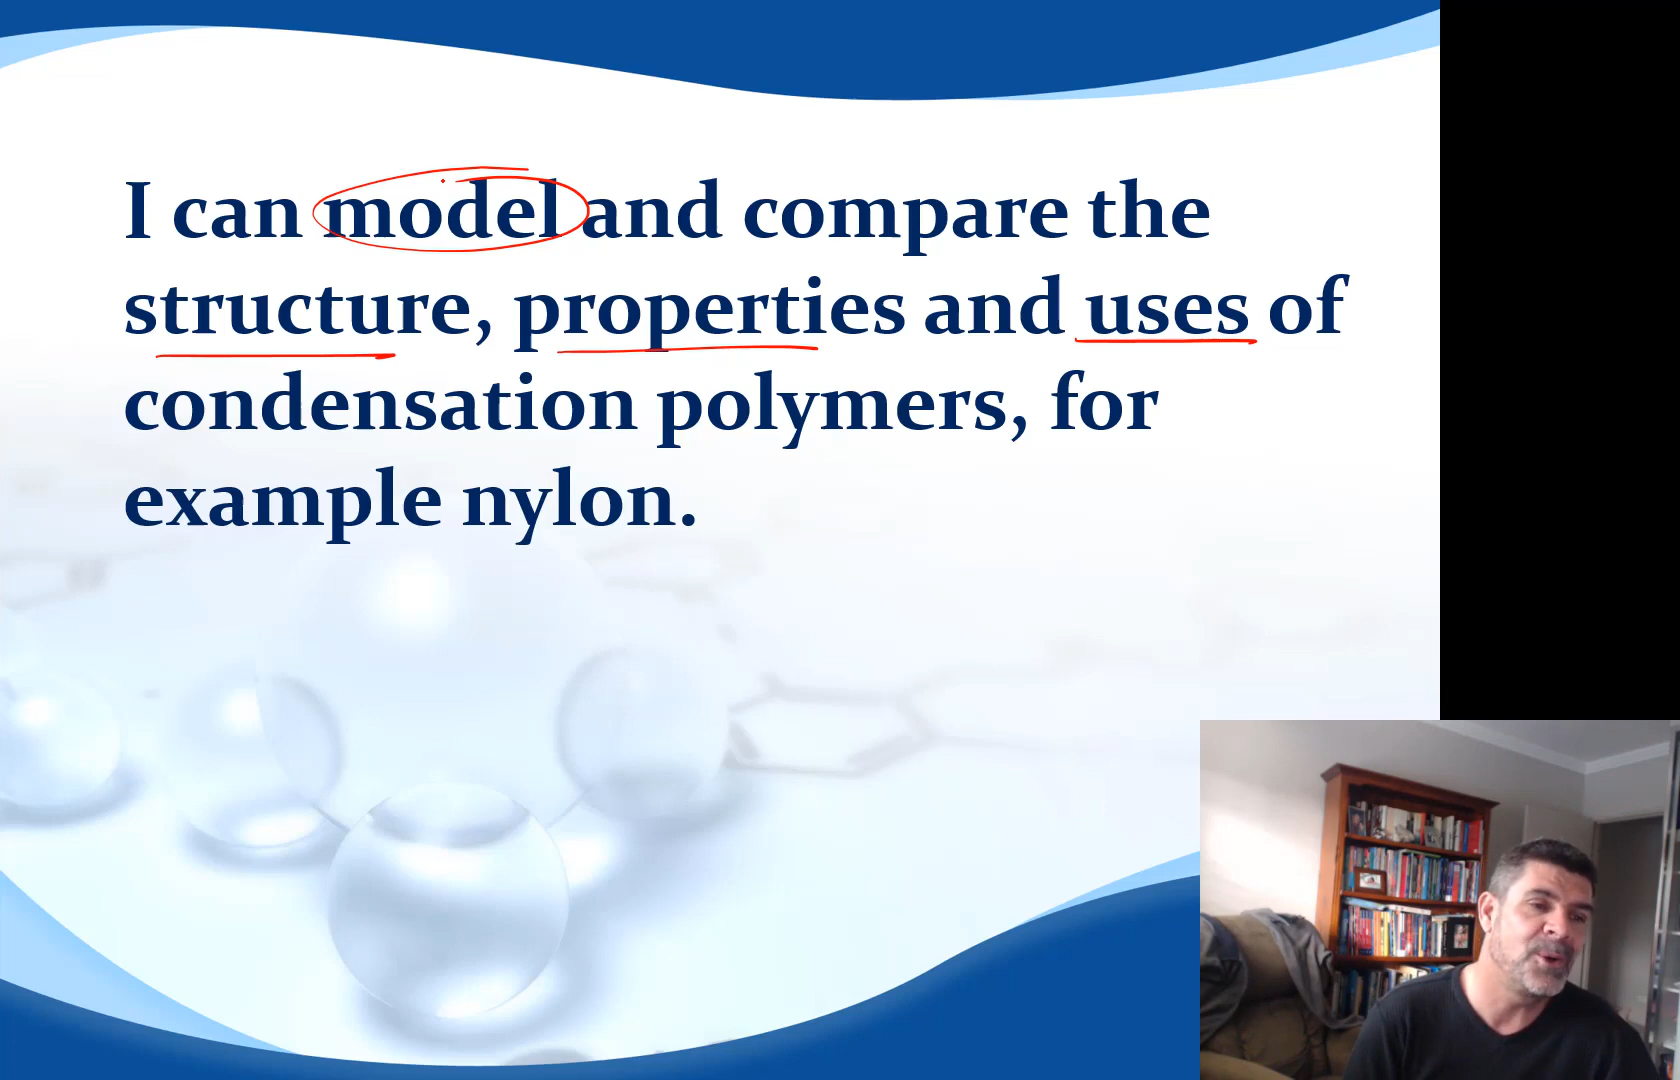 I can model and compare the
structure, properties and uses of
condensation polymers, for
example nylon.